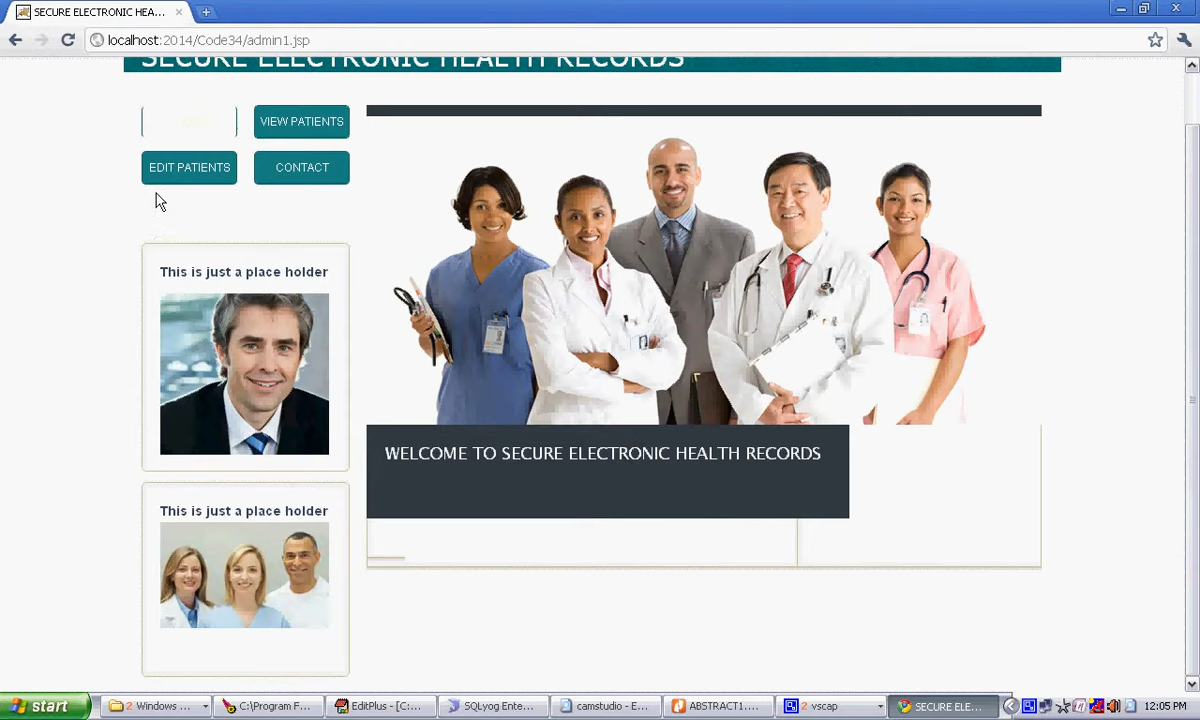 SECURE ELECTRONIC HEA...
localhost:2014/Code34/admin1.jsp
SECURE ELECTRONIC HEALTH RECORDS
VIEW PATIENTS
EDIT PATIENTS
CONTACT
This is just a place holder
WELCOME TO SECURE ELECTRONIC HEALTH RECORDS
This is just a place holder
start
2 Windows ...
C:\Program F...
EditPlus - [C:...
SQLyog Ente...
camstudio - E...
ABSTRACT1....
2 vscap
SECURE ELE...
12:05 PM